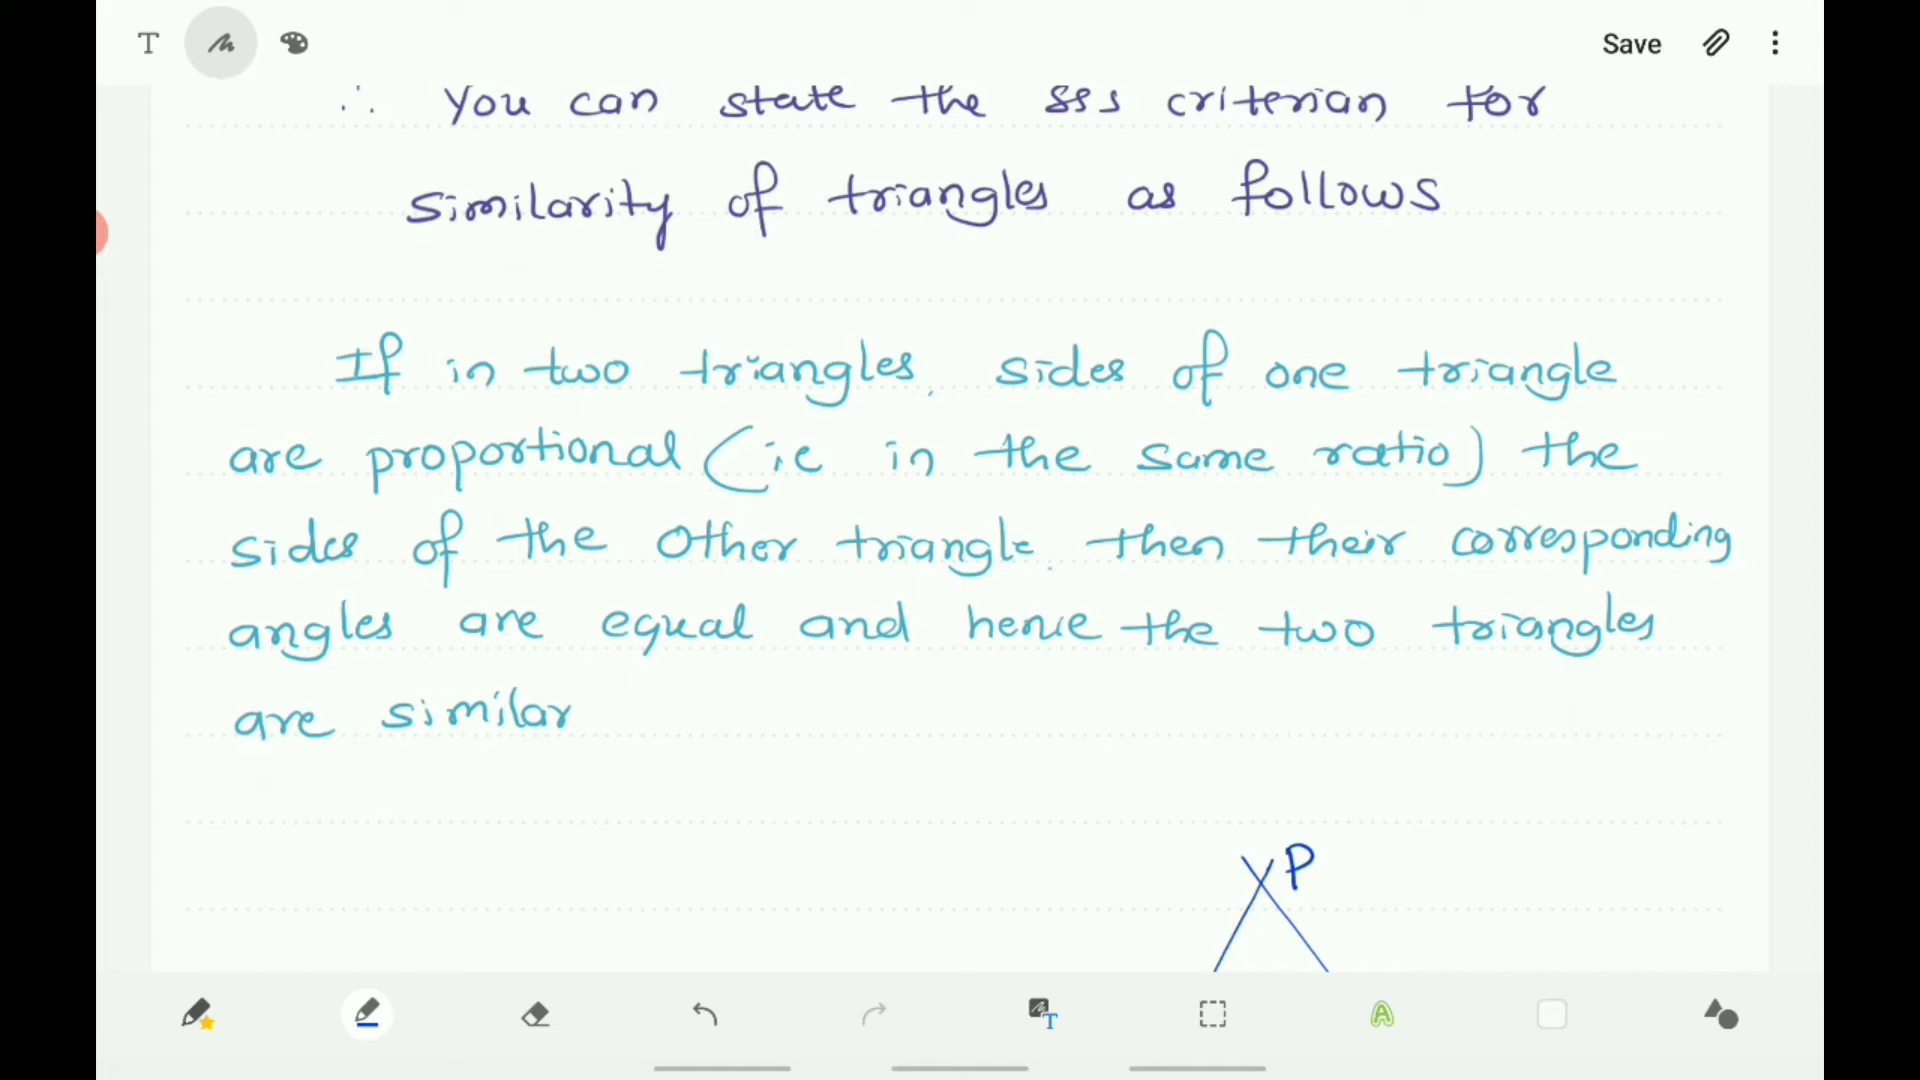 T
Save
∴ You can state the SSS criterian for
similarity of triangles as follows
If in two triangles, sides of one triangle
are proportional (i.e in the same ratio) the
sides of the other triangle, then their corresponding
angles are equal and hence the two triangles
are similar
P
T
A